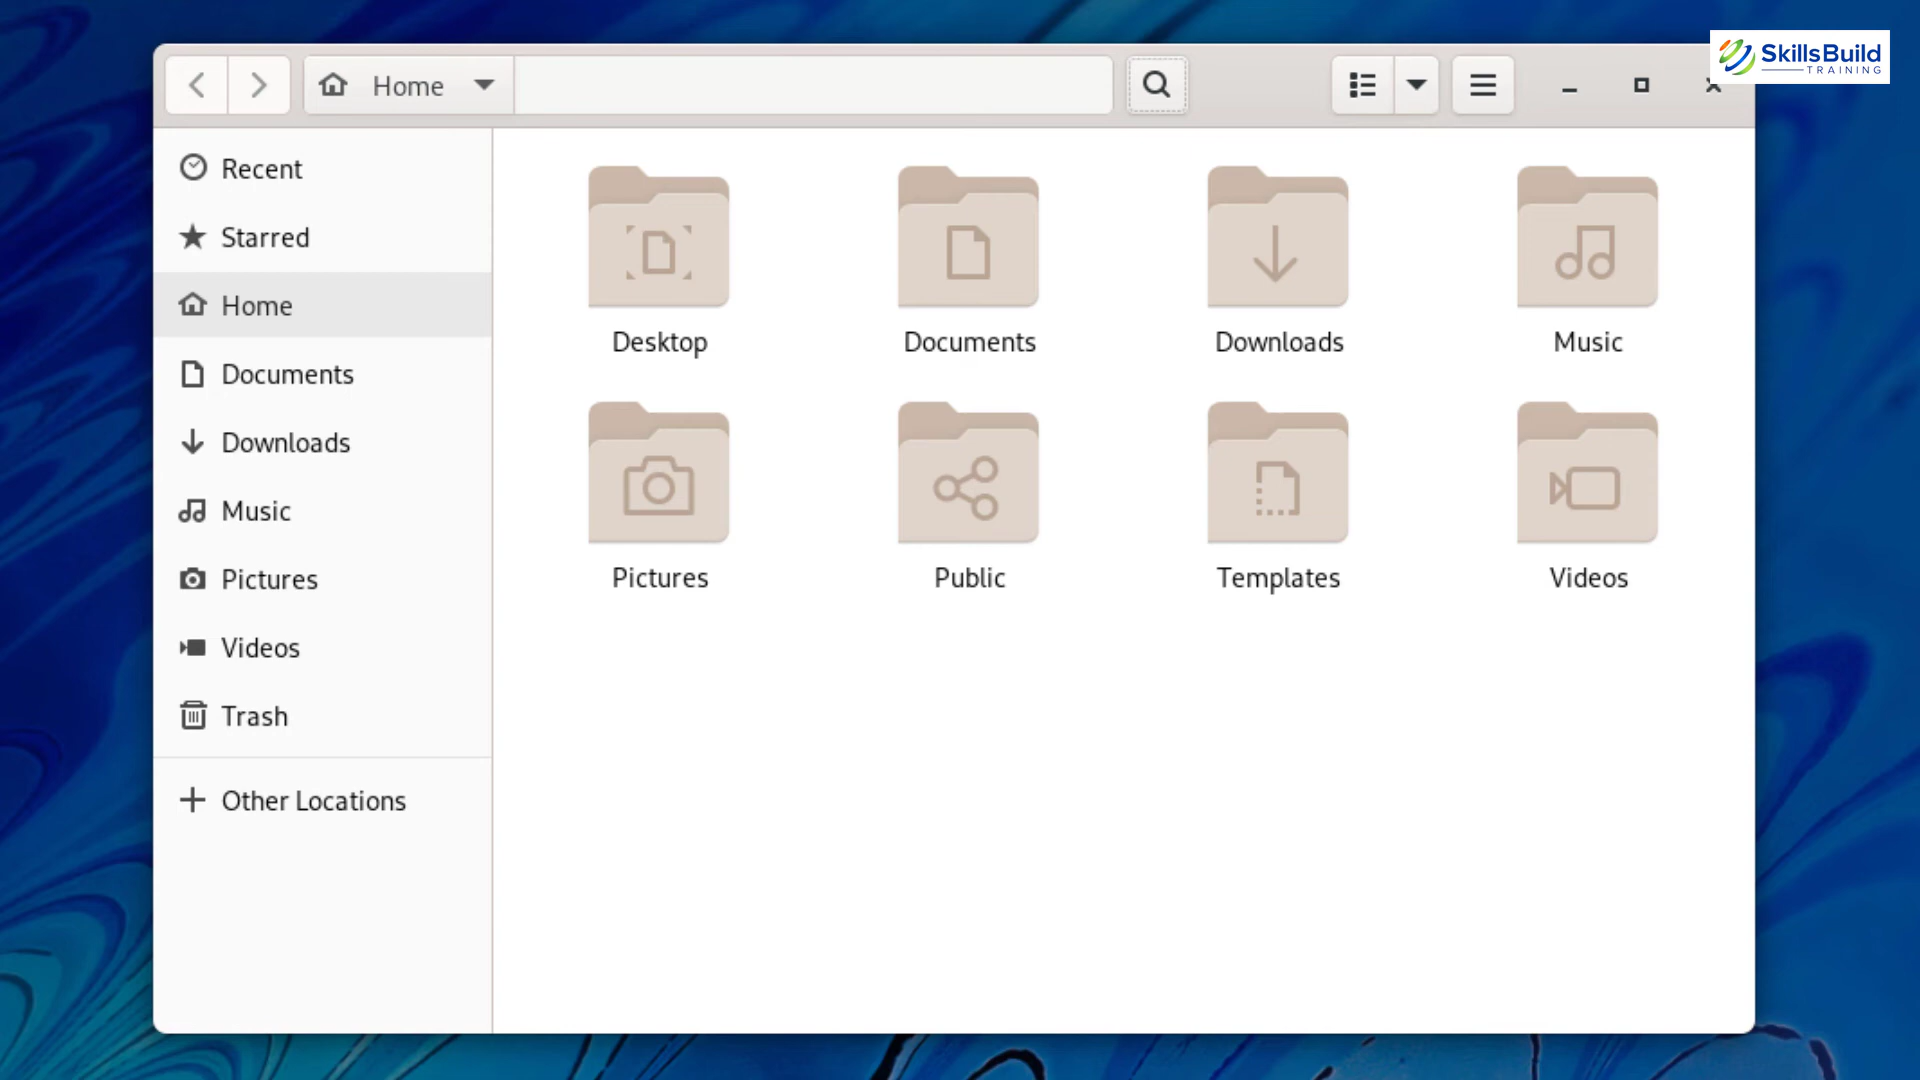 Home
SkillsBuild
TRAINING
Recent
Starred
Home
Documents
Downloads
Music
Pictures
Videos
Trash
Other Locations
Desktop
Documents
Downloads
Music
Pictures
Public
Templates
Videos